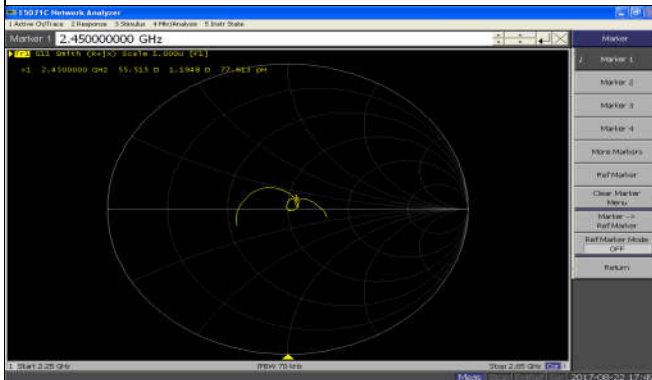 E5071C Network Analyzer
1 Active Ch/Trace 2 Response 3 Stimulus 4 Mkr/Analysis 5 Instr State
Marker 1 2.450000000 GHz
Tr1 S11 Smith (R+jX) Scale 1.000U [F1]
>1 2.4500000 GHz 55.515 Ω 1.1948 Ω 77.613 pH
Marker
Marker 1
Marker 2
Marker 3
Marker 4
More Markers
Ref Marker
Clear Marker
Menu
Marker ->
Ref Marker
Ref Marker Mode
OFF
Return
1 Start 2.25 GHz IFBW 70 kHz Stop 2.65 GHz
Meas
2017-08-22 17:4